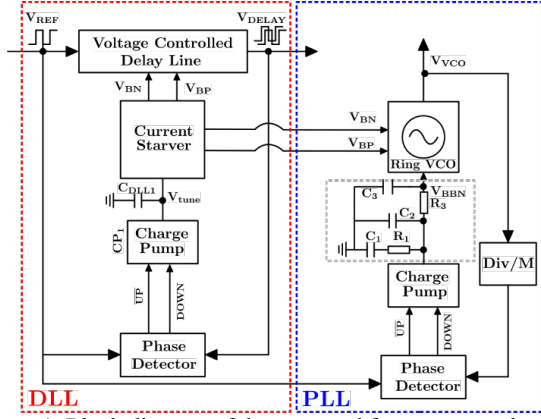 V_REF
V_DELAY
Voltage Controlled
Delay Line
V_BN
V_BP
Current
Starver
C_DLL1
V_tune
CP_1
Charge
Pump
UP
DOWN
Phase
Detector
DLL
V_VCO
V_BN
V_BP
Ring VCO
V_BBN
C_3
R_3
C_2
C_1
R_1
Charge
Pump
Div/M
UP
DOWN
Phase
Detector
PLL